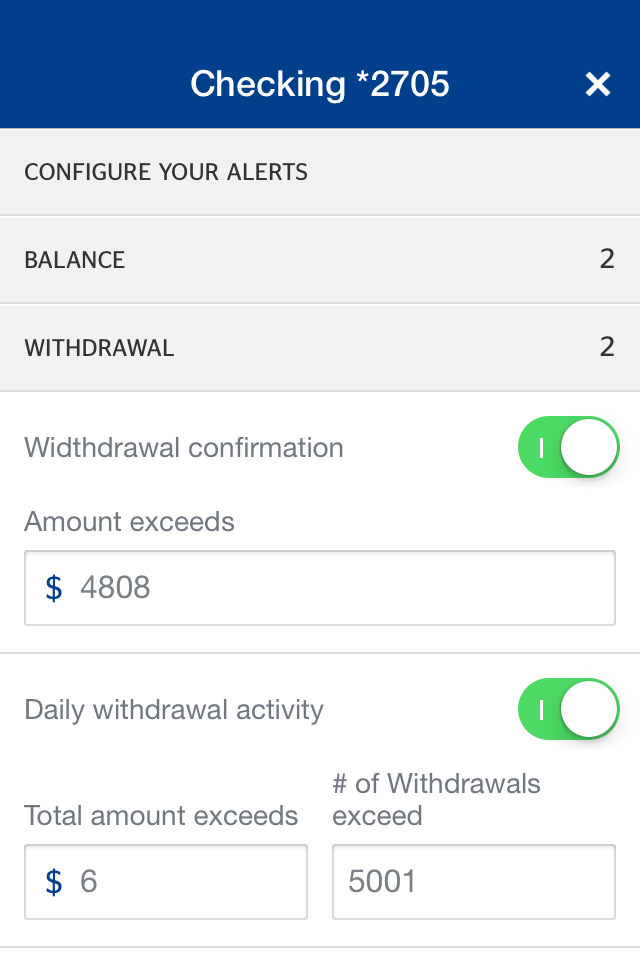 Checking *2705
CONFIGURE YOUR ALERTS
BALANCE 2
WITHDRAWAL 2
Widthdrawal confirmation
Amount exceeds
$ 4808
Daily withdrawal activity
Total amount exceeds
# of Withdrawals
exceed
$ 6
5001